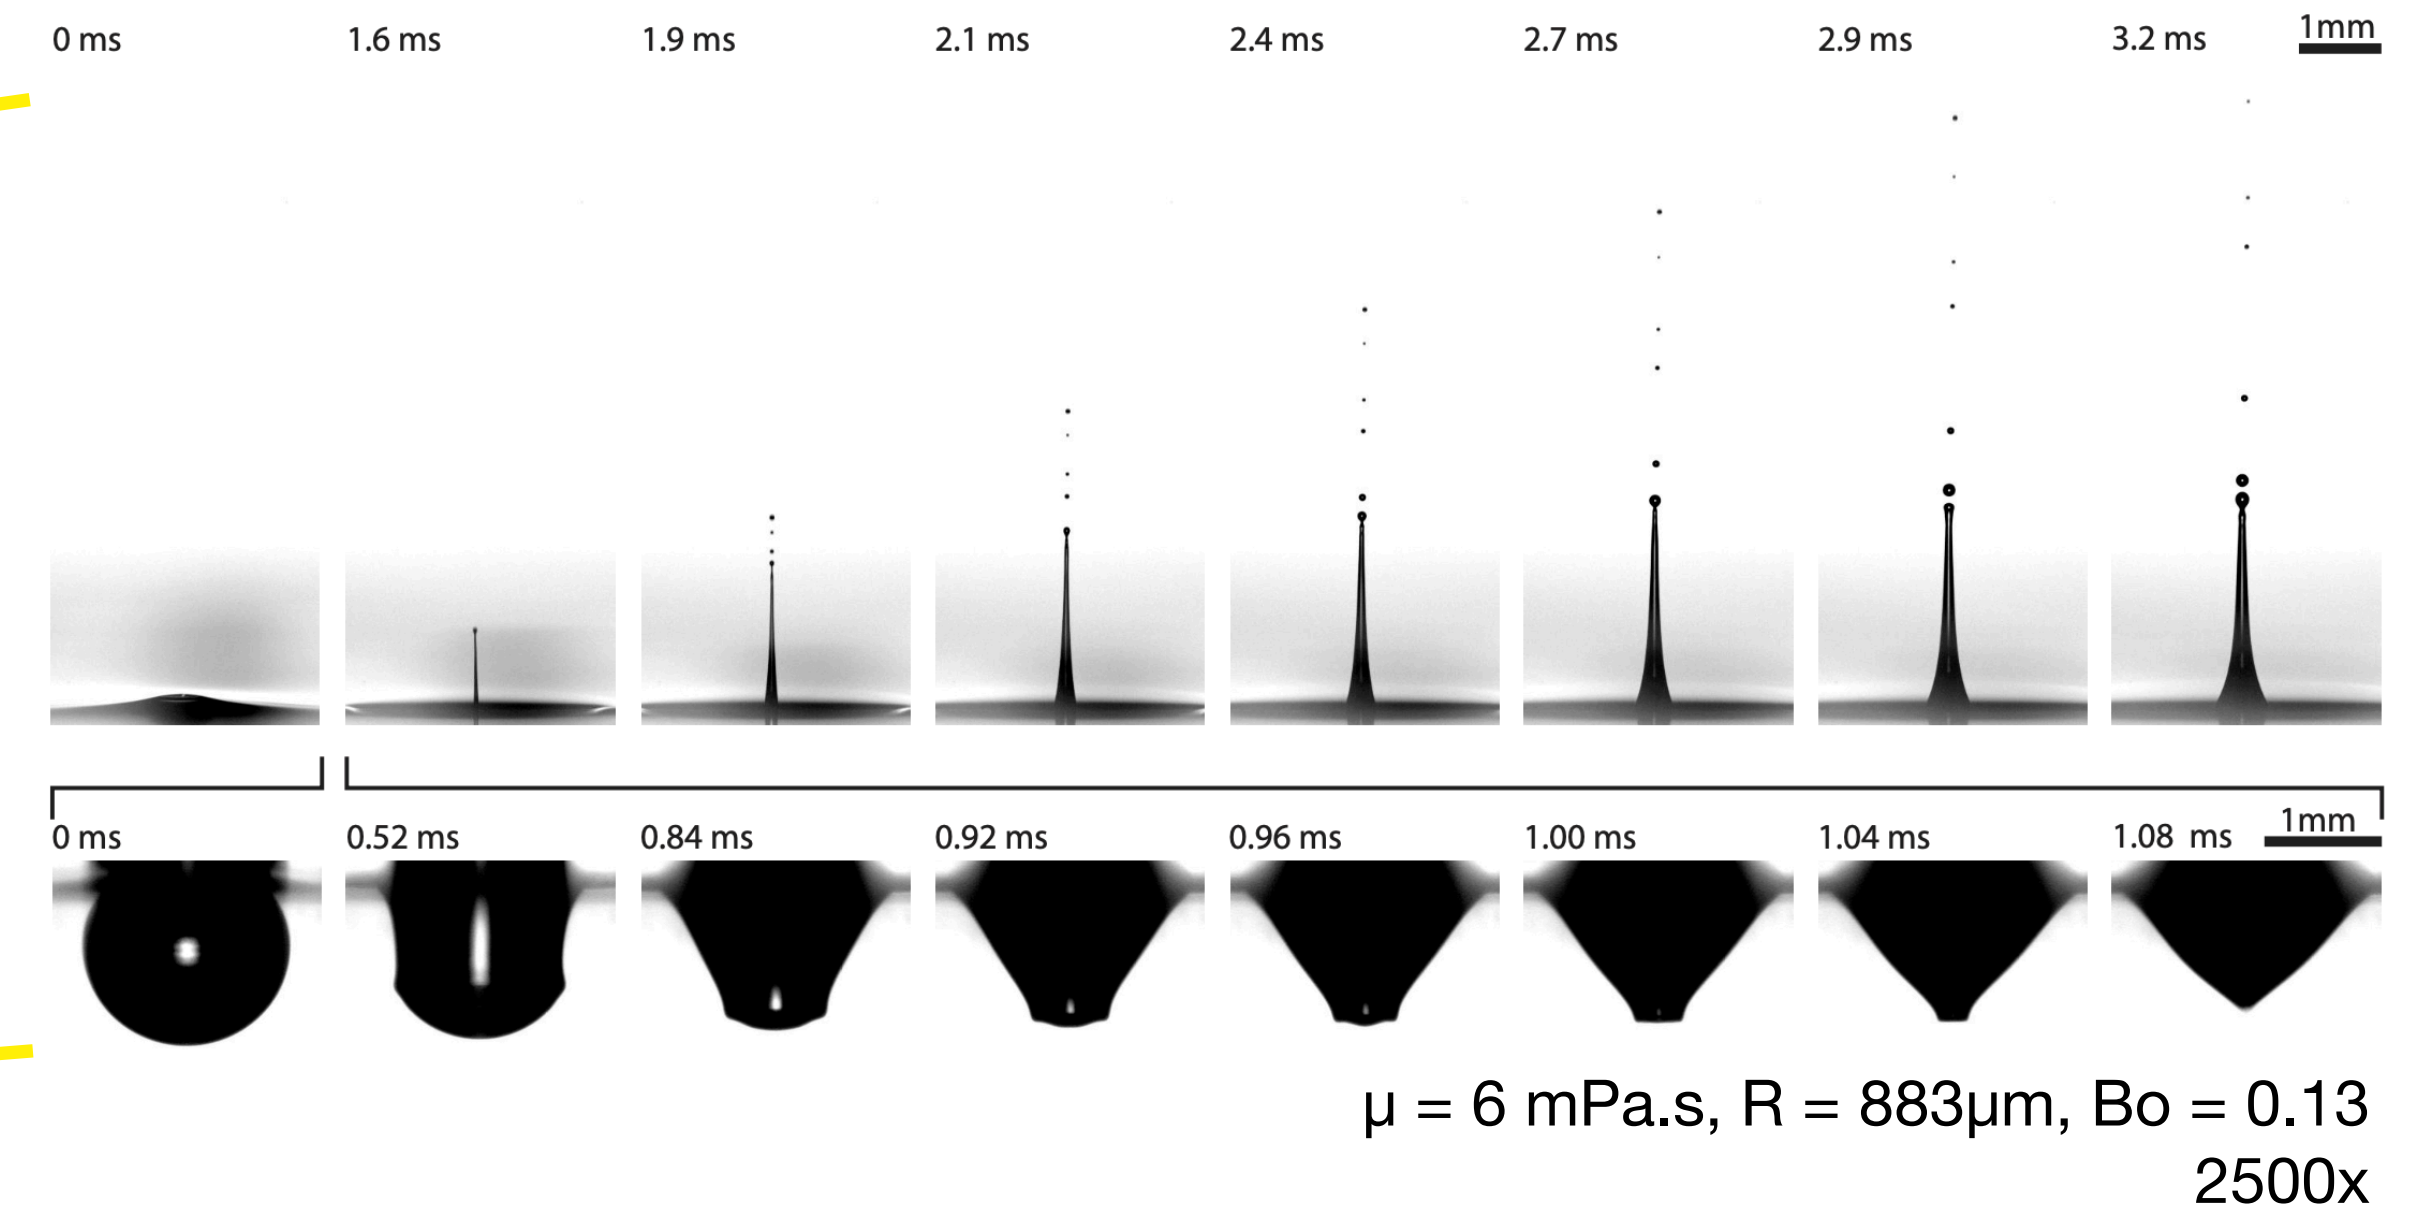 0 ms 1.6 ms 1.9 ms 2.1 ms 2.4 ms 2.7 ms 2.9 ms 3.2 ms 1mm
0 ms 0.52 ms 0.84 ms 0.92 ms 0.96 ms 1.00 ms 1.04 ms 1.08 ms 1mm
μ = 6 mPa.s, R = 883μm, Bo = 0.13
2500x